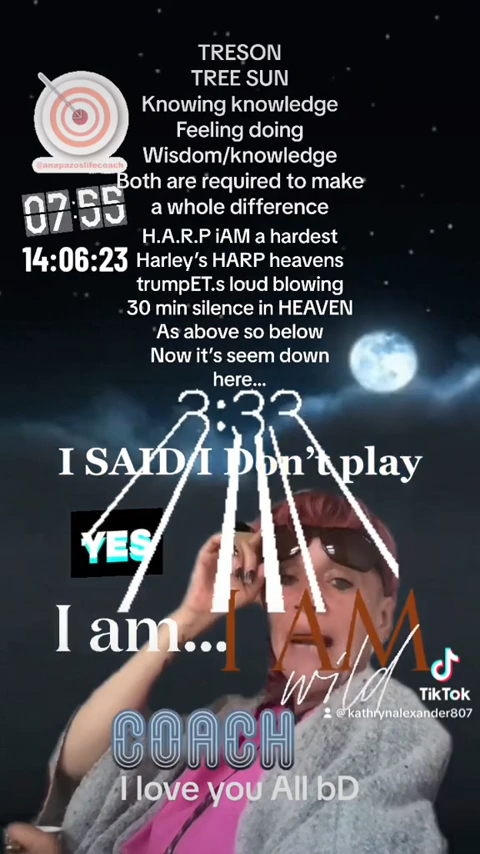 TRESON
TREE SUN
Knowing knowledge
Feeling doing
Wisdom/knowledge
Both are required to make
a whole difference
@anapazoslifecoach
07:55
14:06:23
H.A.R.P iAM a hardest
Harley's HARP heavens
trumpET.s loud blowing
30 min silence in HEAVEN
As above so below
Now it's seem down
here...
3:33
I SAID I Don't play
YES
I am...
I AM
wild
TikTok
@kathrynalexander807
COACH
I love you All bD